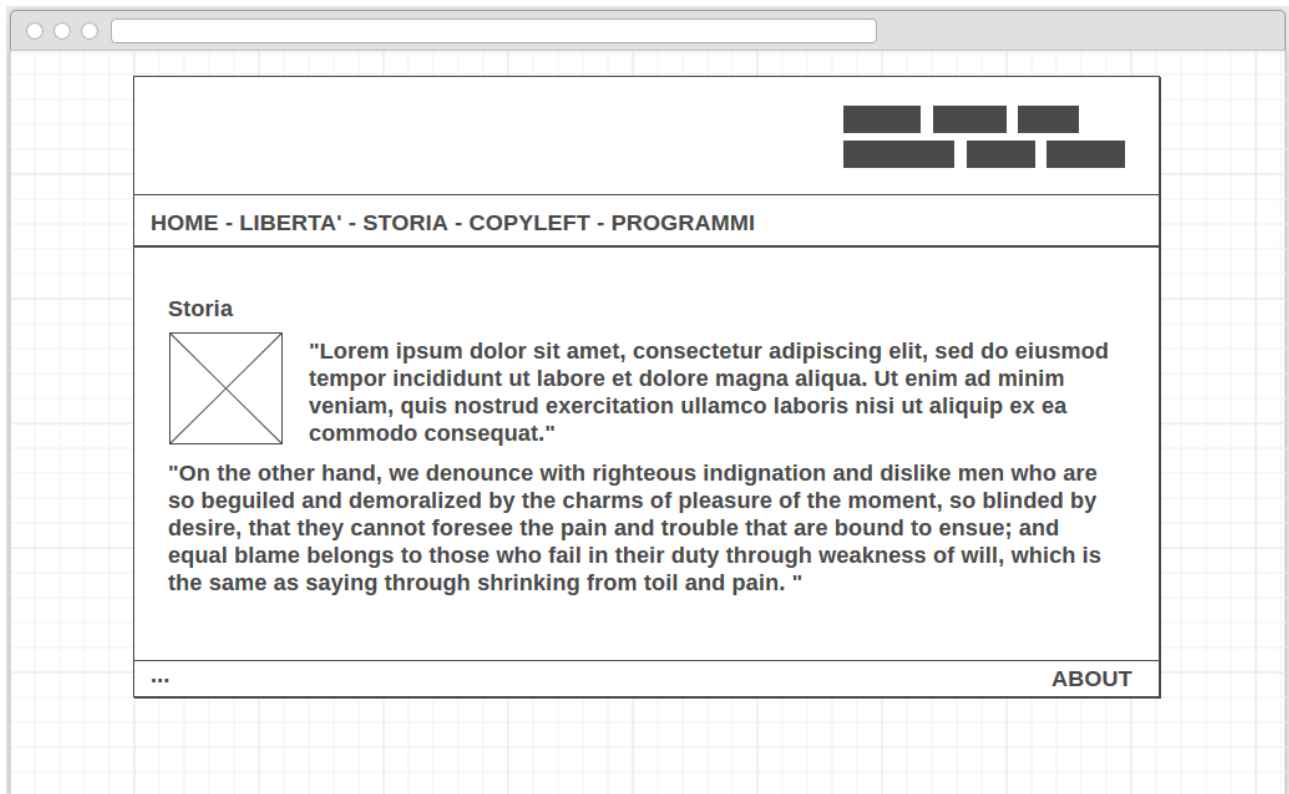 HOME - LIBERTA' - STORIA - COPYLEFT - PROGRAMMI
Storia
"Lorem ipsum dolor sit amet, consectetur adipiscing elit, sed do eiusmod
tempor incididunt ut labore et dolore magna aliqua. Ut enim ad minim
veniam, quis nostrud exercitation ullamco laboris nisi ut aliquip ex ea
commodo consequat."
"On the other hand, we denounce with righteous indignation and dislike men who are
so beguiled and demoralized by the charms of pleasure of the moment, so blinded by
desire, that they cannot foresee the pain and trouble that are bound to ensue; and
equal blame belongs to those who fail in their duty through weakness of will, which is
the same as saying through shrinking from toil and pain. "
... ABOUT